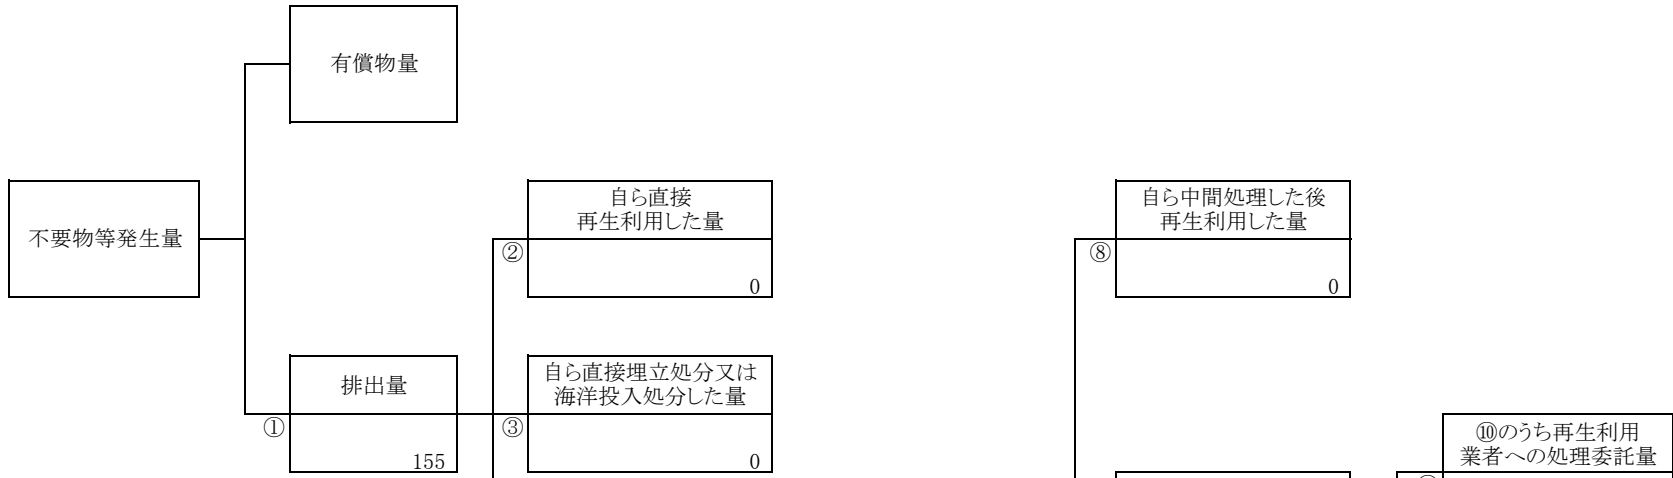 有償物量
不要物等発生量
自ら直接
再生利用した量
②
0
自ら中間処理した後
再生利用した量
⑧
0
排出量
①
155
自ら直接埋立処分又は
海洋投入処分した量
③
0
⑩のうち再生利用
業者への処理委託量